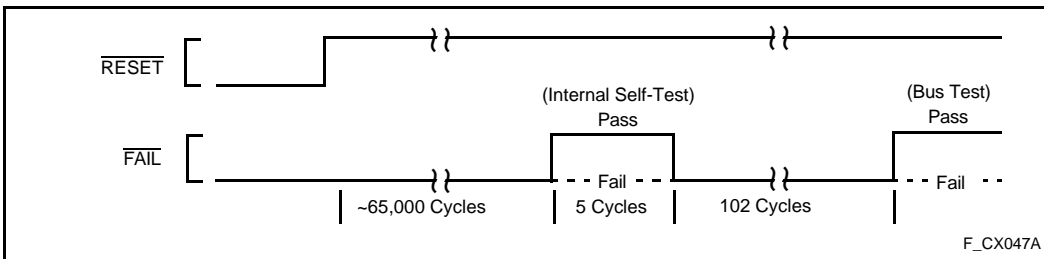 RESET
(Internal Self-Test)
Pass
(Bus Test)
Pass
FAIL
Fail
Fail
~65,000 Cycles
5 Cycles
102 Cycles
F_CX047A